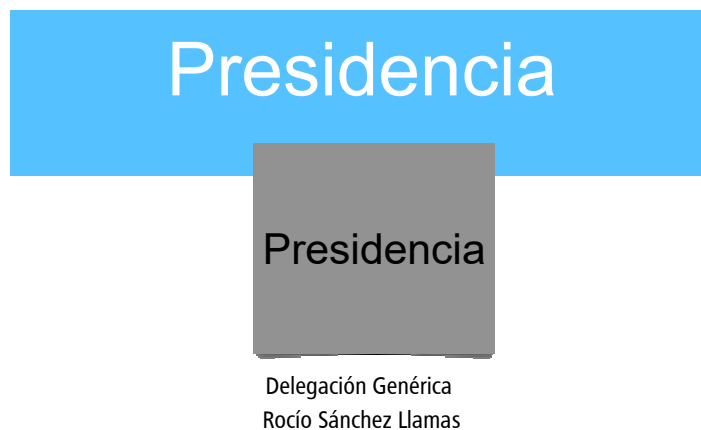 Presidencia
Presidencia
Delegación Genérica
Rocío Sánchez Llamas